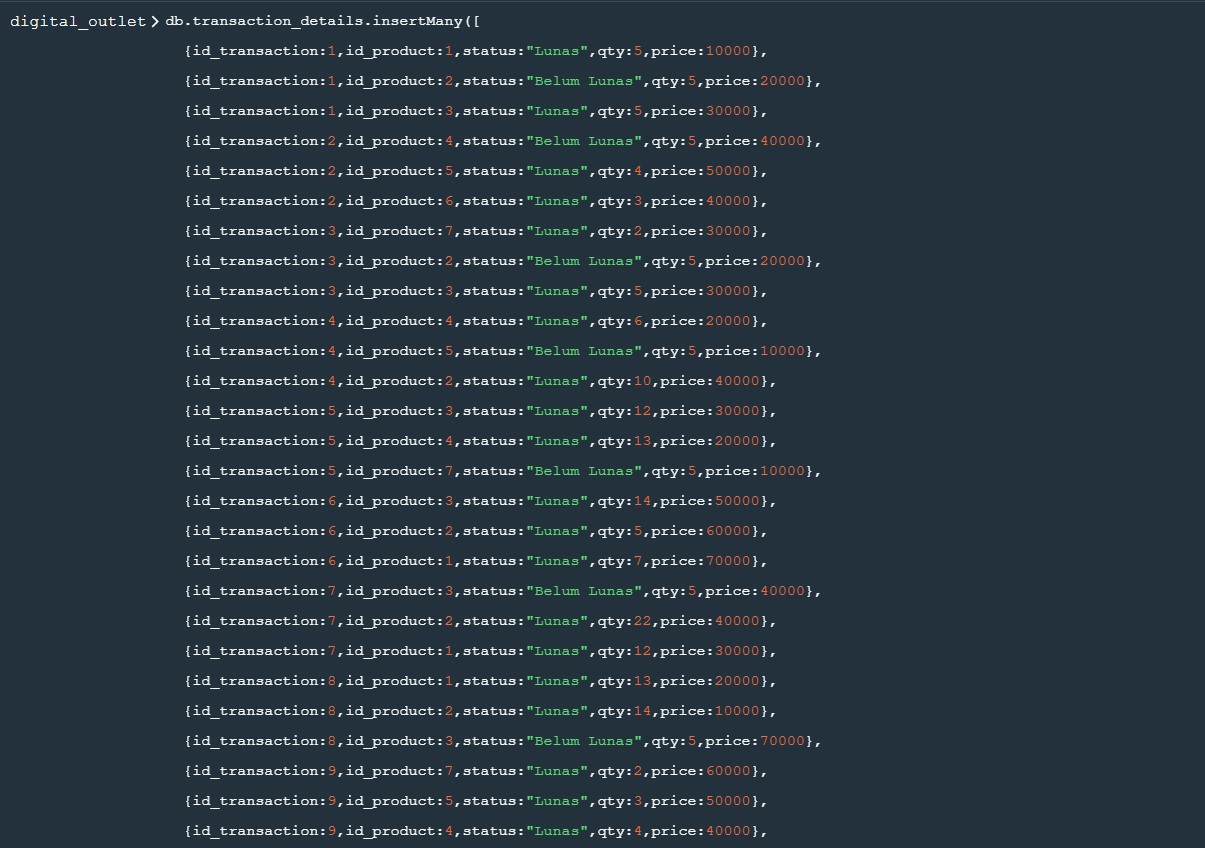 digital_outlet> db.transaction_details.insertMany([
{id_transaction:1,id_product:1,status:"Lunas",qty:5,price:10000},
{id_transaction:1,id_product:2,status:"Belum Lunas",qty:5,price:20000},
{id_transaction:1,id_product:3,status:"Lunas",qty:5,price:30000},
{id_transaction:2,id_product:4,status:"Belum Lunas",qty:5,price:40000},
{id_transaction:2,id_product:5,status:"Lunas",qty:4,price:50000},
{id_transaction:2,id_product:6,status:"Lunas",qty:3,price:40000},
{id_transaction:3,id_product:7,status:"Lunas",qty:2,price:30000},
{id_transaction:3,id_product:2,status:"Belum Lunas",qty:5,price:20000},
{id_transaction:3,id_product:3,status:"Lunas",qty:5,price:30000},
{id_transaction:4,id_product:4,status:"Lunas",qty:6,price:20000},
{id_transaction:4,id_product:5,status:"Belum Lunas",qty:5,price:10000},
{id_transaction:4,id_product:2,status:"Lunas",qty:10,price:40000},
{id_transaction:5,id_product:3,status:"Lunas",qty:12,price:30000},
{id_transaction:5,id_product:4,status:"Lunas",qty:13,price:20000},
{id_transaction:5,id_product:7,status:"Belum Lunas",qty:5,price:10000},
{id_transaction:6,id_product:3,status:"Lunas",qty:14,price:50000},
{id_transaction:6,id_product:2,status:"Lunas",qty:5,price:60000},
{id_transaction:6,id_product:1,status:"Lunas",qty:7,price:70000},
{id_transaction:7,id_product:3,status:"Belum Lunas",qty:5,price:40000},
{id_transaction:7,id_product:2,status:"Lunas",qty:22,price:40000},
{id_transaction:7,id_product:1,status:"Lunas",qty:12,price:30000},
{id_transaction:8,id_product:1,status:"Lunas",qty:13,price:20000},
{id_transaction:8,id_product:2,status:"Lunas",qty:14,price:10000},
{id_transaction:8,id_product:3,status:"Belum Lunas",qty:5,price:70000},
{id_transaction:9,id_product:7,status:"Lunas",qty:2,price:60000},
{id_transaction:9,id_product:5,status:"Lunas",qty:3,price:50000},
{id_transaction:9,id_product:4,status:"Lunas",qty:4,price:40000},